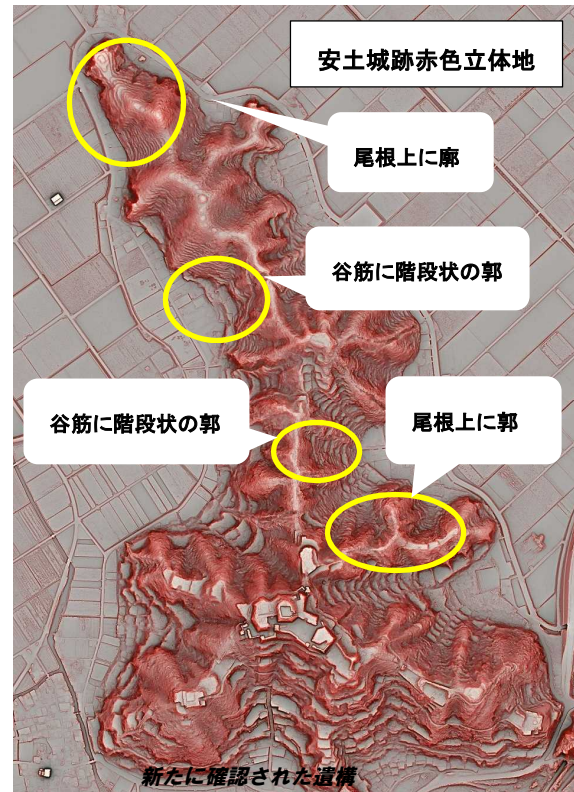 安土城跡赤色立体地
尾根上に廓
谷筋に階段状の郭
谷筋に階段状の郭
尾根上に郭
新たに確認された遺構